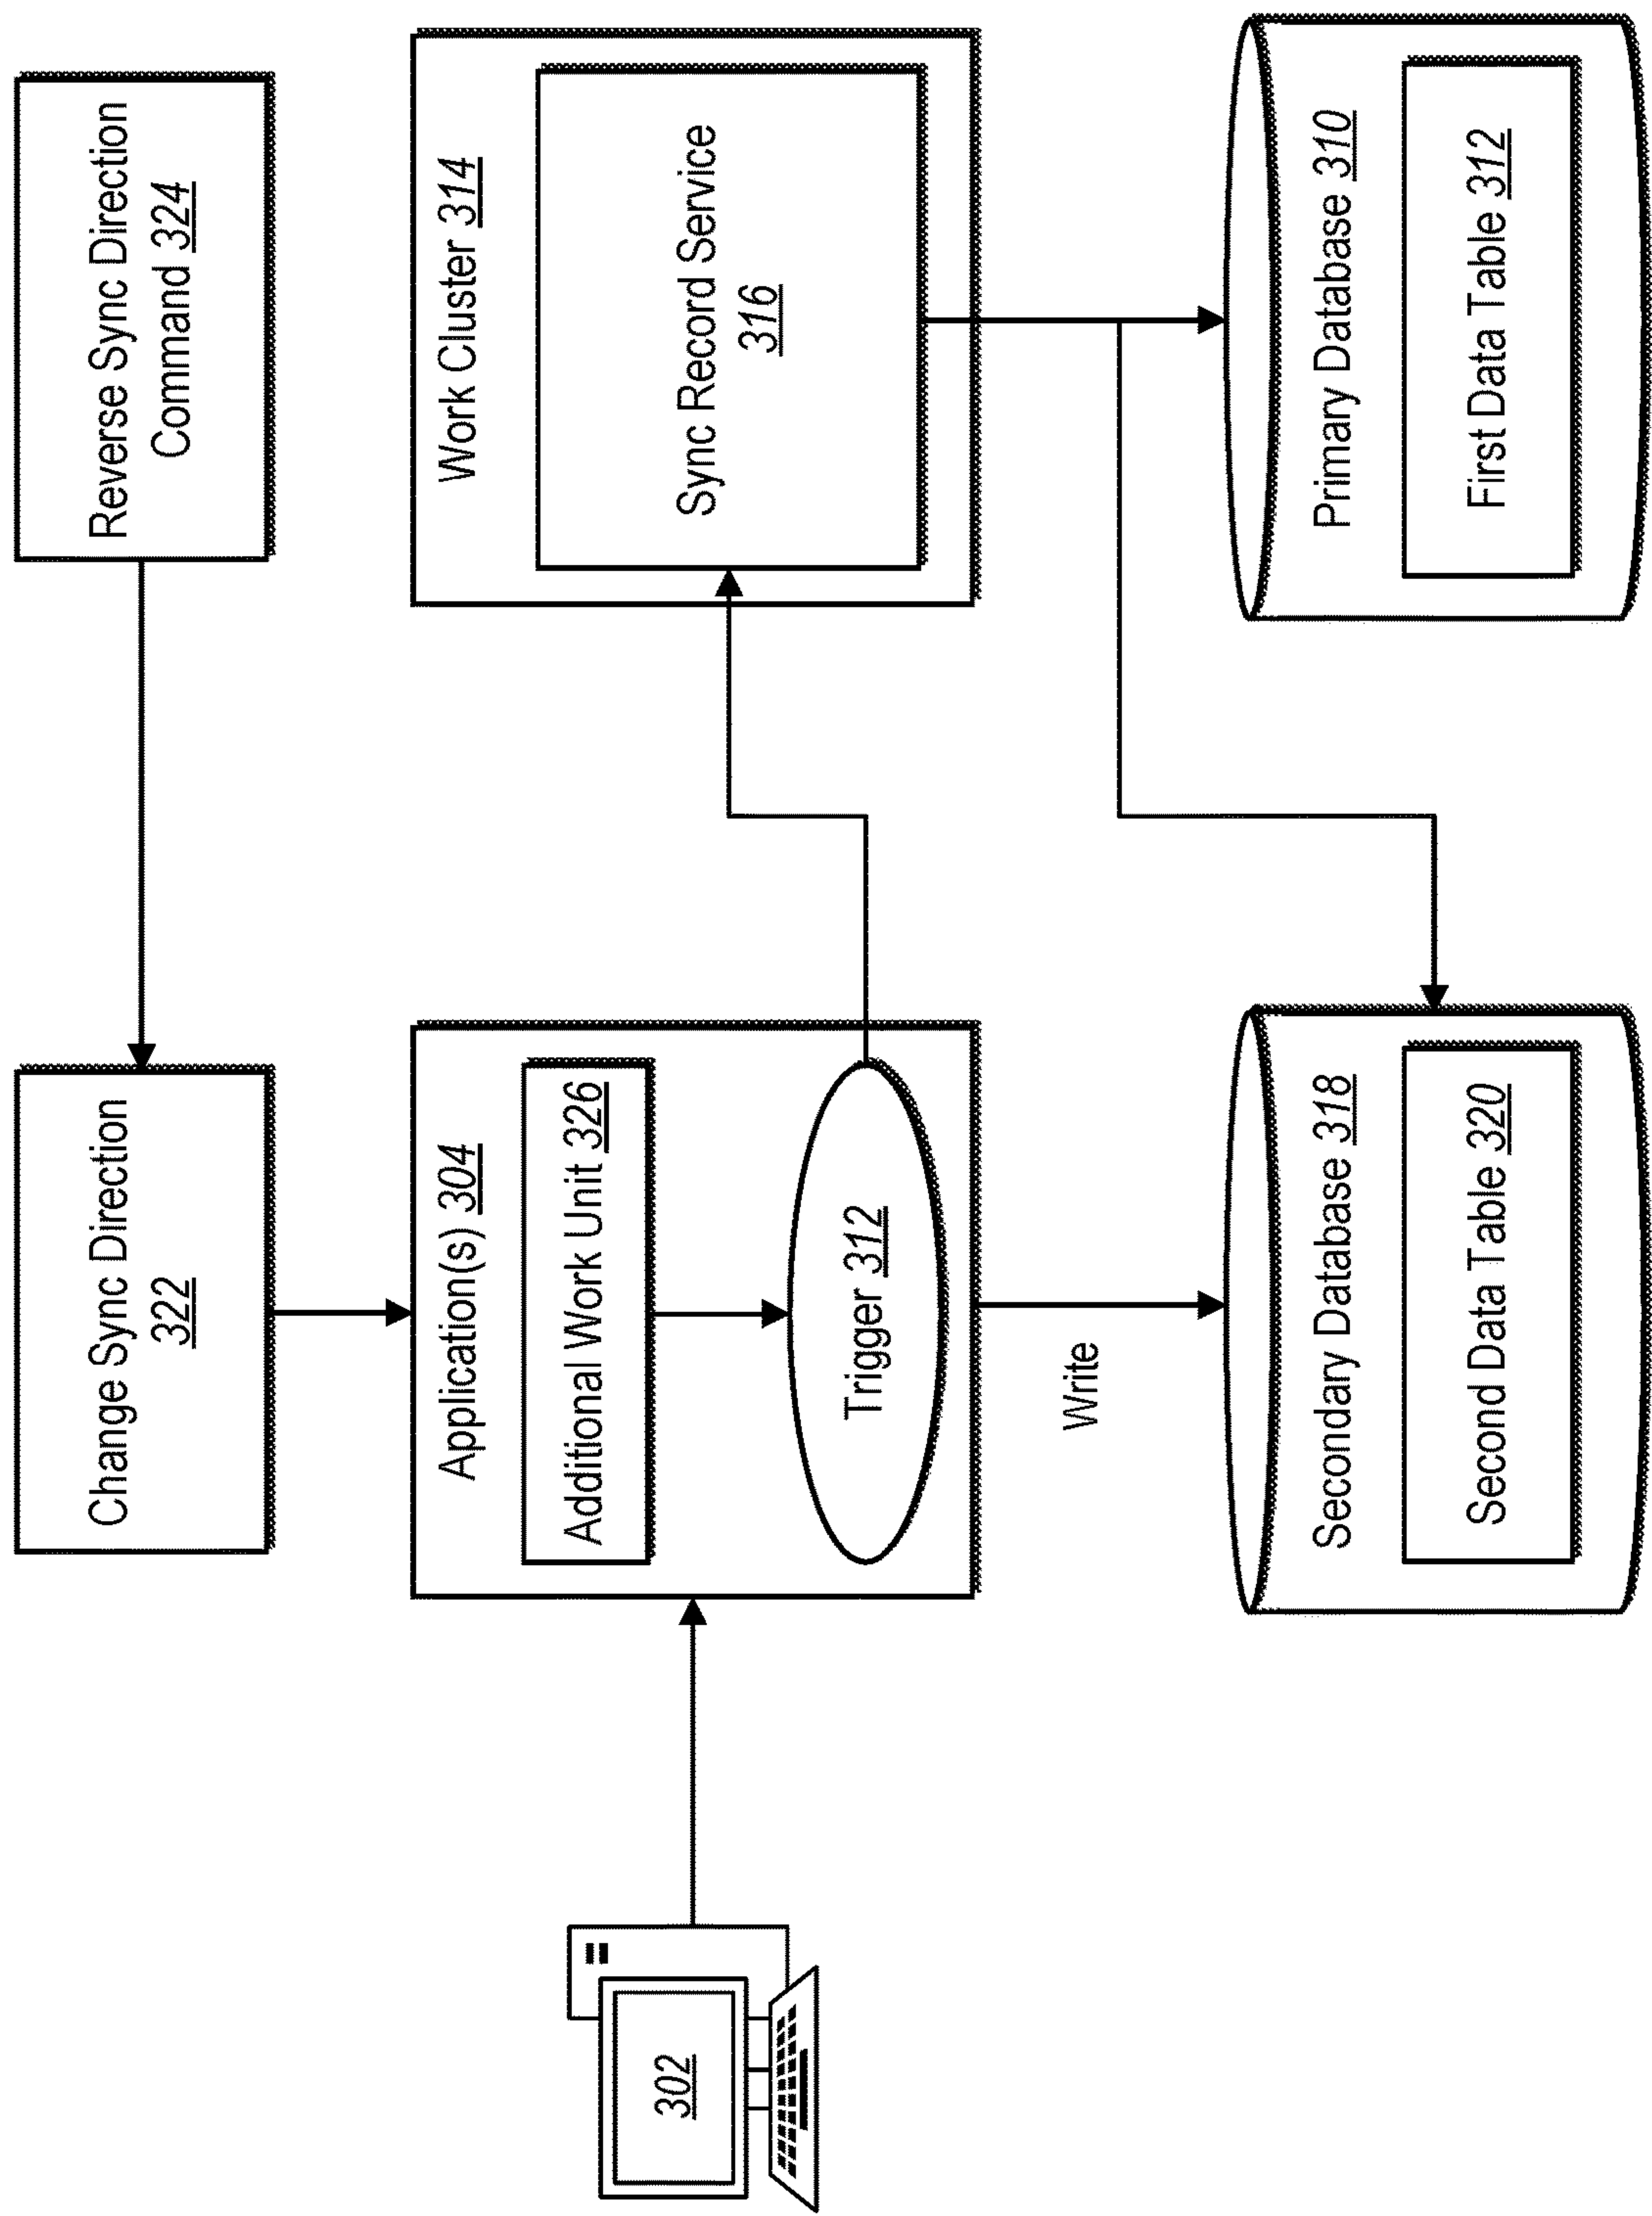 Change Sync Direction
322
Reverse Sync Direction
Command 324
302
Application(s) 304
Additional Work Unit 326
Trigger 312
Work Cluster 314
Sync Record Service
316
Write
Secondary Database 318
Second Data Table 320
Primary Database 310
First Data Table 312